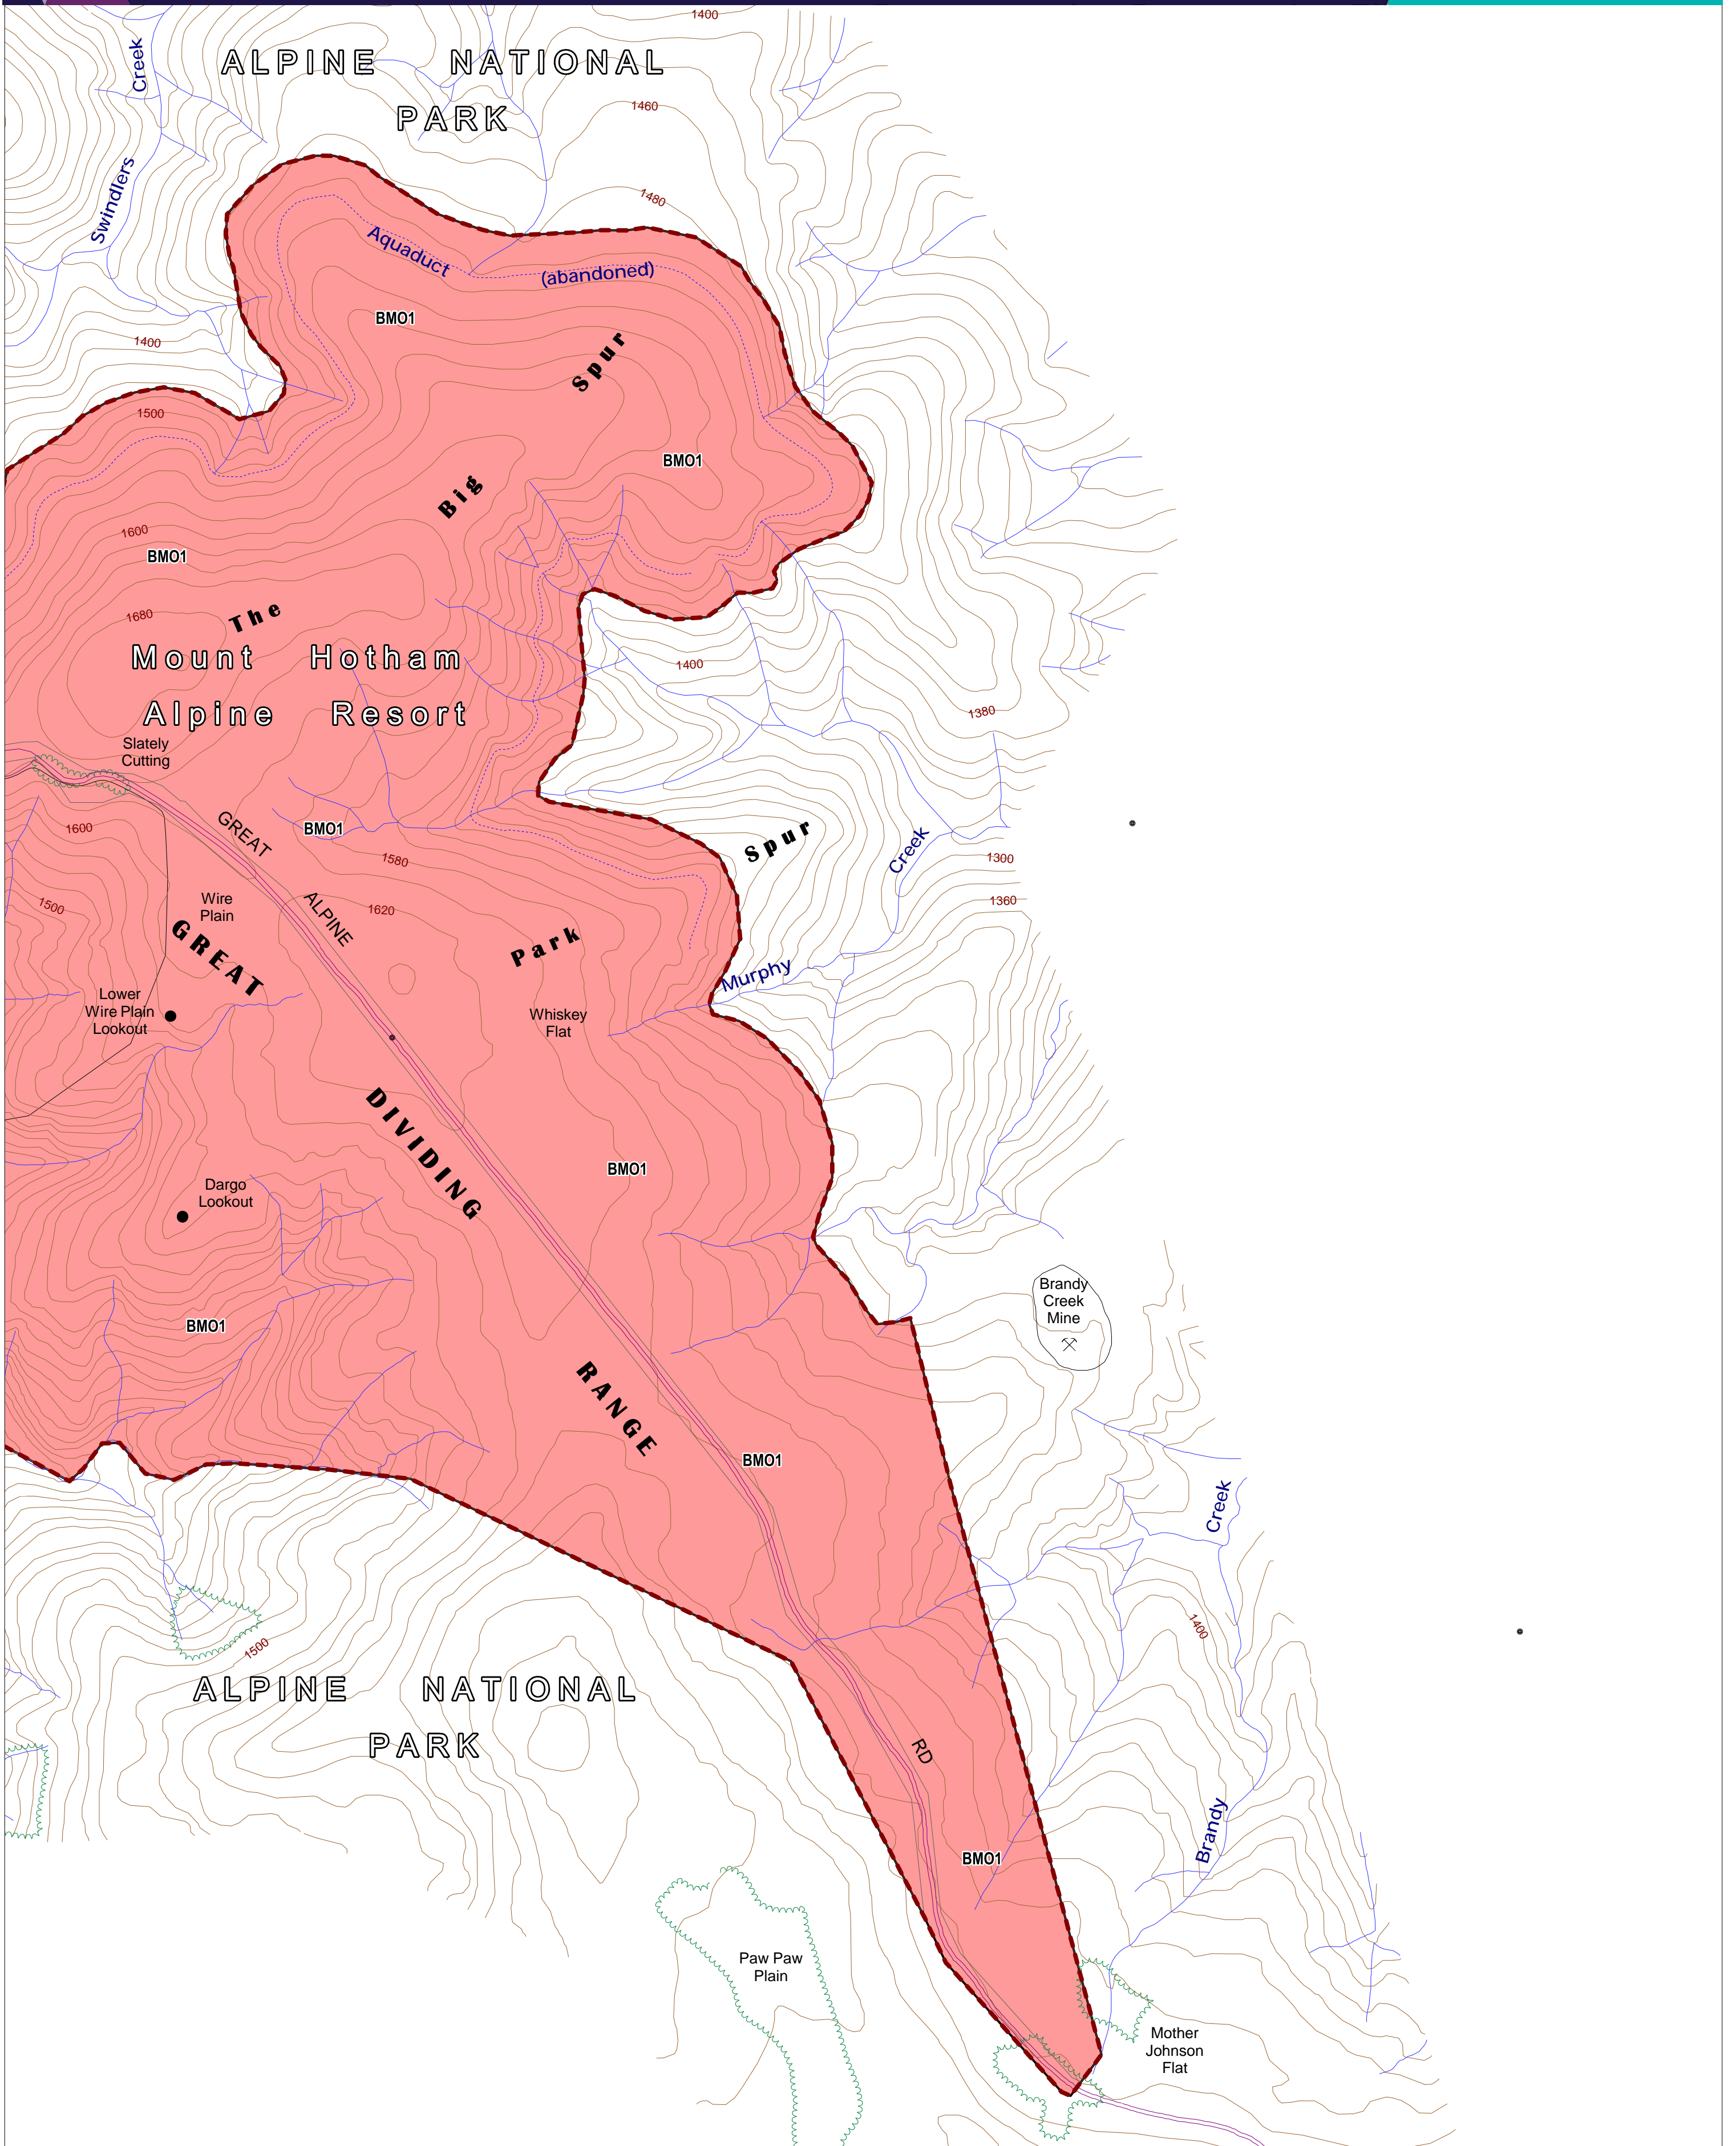 1400
ALPINE NATIONAL
PARK
Creek
Swindlers
1460
1480
Aquaduct
(abandoned)
BMO1
1400
Spur
1500
BMO1
Big
1600
BMO1
1680
The
Mount Hotham
Alpine Resort
1400
1380
Slately
Cutting
1600
GREAT
BMO1
Spur
Creek
1580
1300
1500
Wire
Plain
ALPINE
1620
1360
GREAT
Park
Murphy
Lower
Wire Plain
Lookout
Whiskey
Flat
DIVIDING
BMO1
Dargo
Lookout
Brandy
Creek
Mine
BMO1
RANGE
BMO1
Creek
1400
1500
ALPINE NATIONAL
PARK
RD
Brandy
BMO1
Paw Paw
Plain
Mother
Johnson
Flat